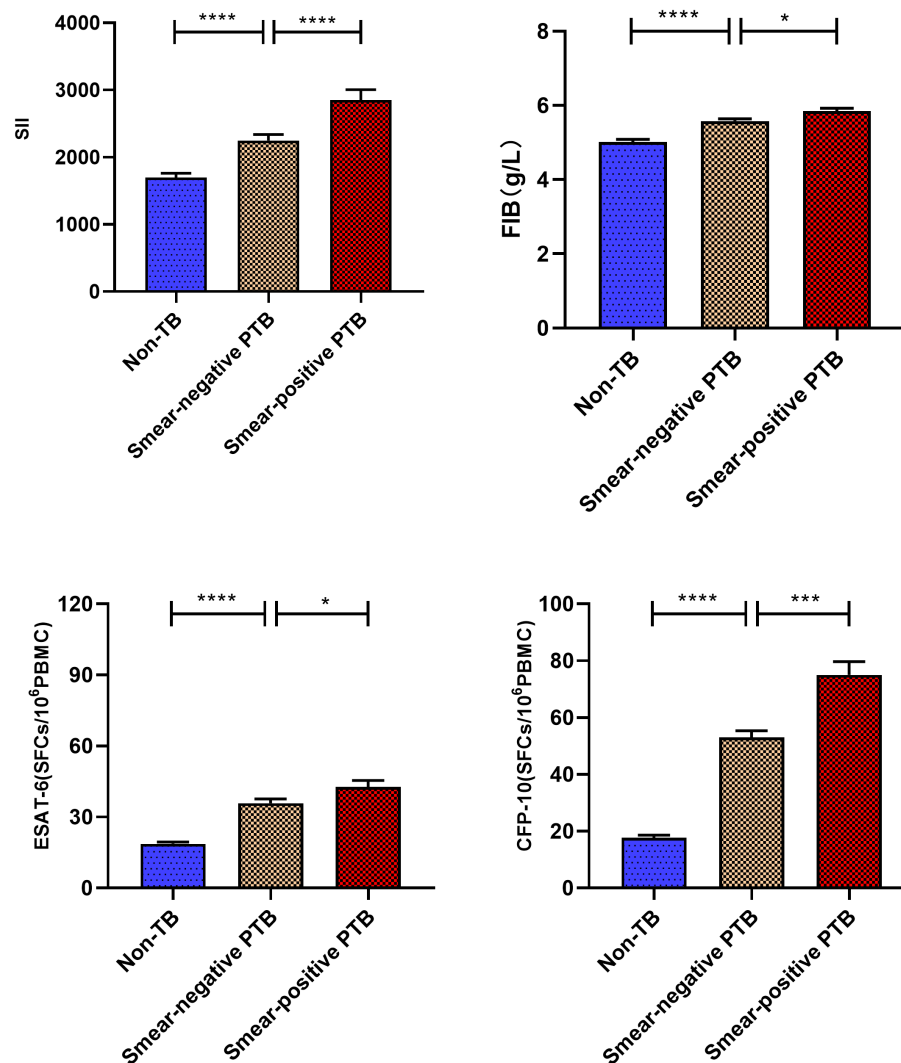 SII
4000
3000
2000
1000
0
**** ****
Non-TB
Smear-negative PTB
Smear-positive PTB
FIB(g/L)
8
6
4
2
0
**** *
Non-TB
Smear-negative PTB
Smear-positive PTB
ESAT-6(SFCs/10⁶PBMC)
120
90
60
30
0
**** *
Non-TB
Smear-negative PTB
Smear-positive PTB
CFP-10(SFCs/10⁶PBMC)
100
80
60
40
20
0
**** ***
Non-TB
Smear-negative PTB
Smear-positive PTB